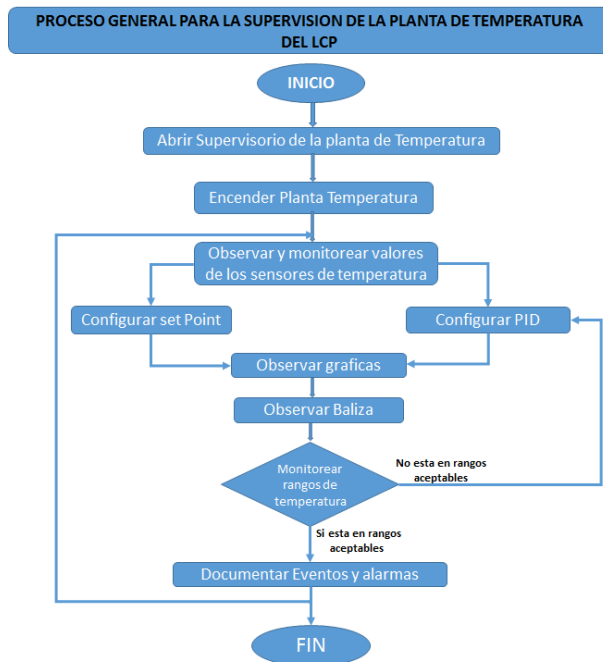 PROCESO GENERAL PARA LA SUPERVISION DE LA PLANTA DE TEMPERATURA
DEL LCP
INICIO
Abrir Supervisorio de la planta de Temperatura
Encender Planta Temperatura
Observar y monitorear valores
de los sensores de temperatura
Configurar set Point
Configurar PID
Observar graficas
Observar Baliza
Monitorear
rangos de
temperatura
No esta en rangos
aceptables
Si esta en rangos
aceptables
Documentar Eventos y alarmas
FIN